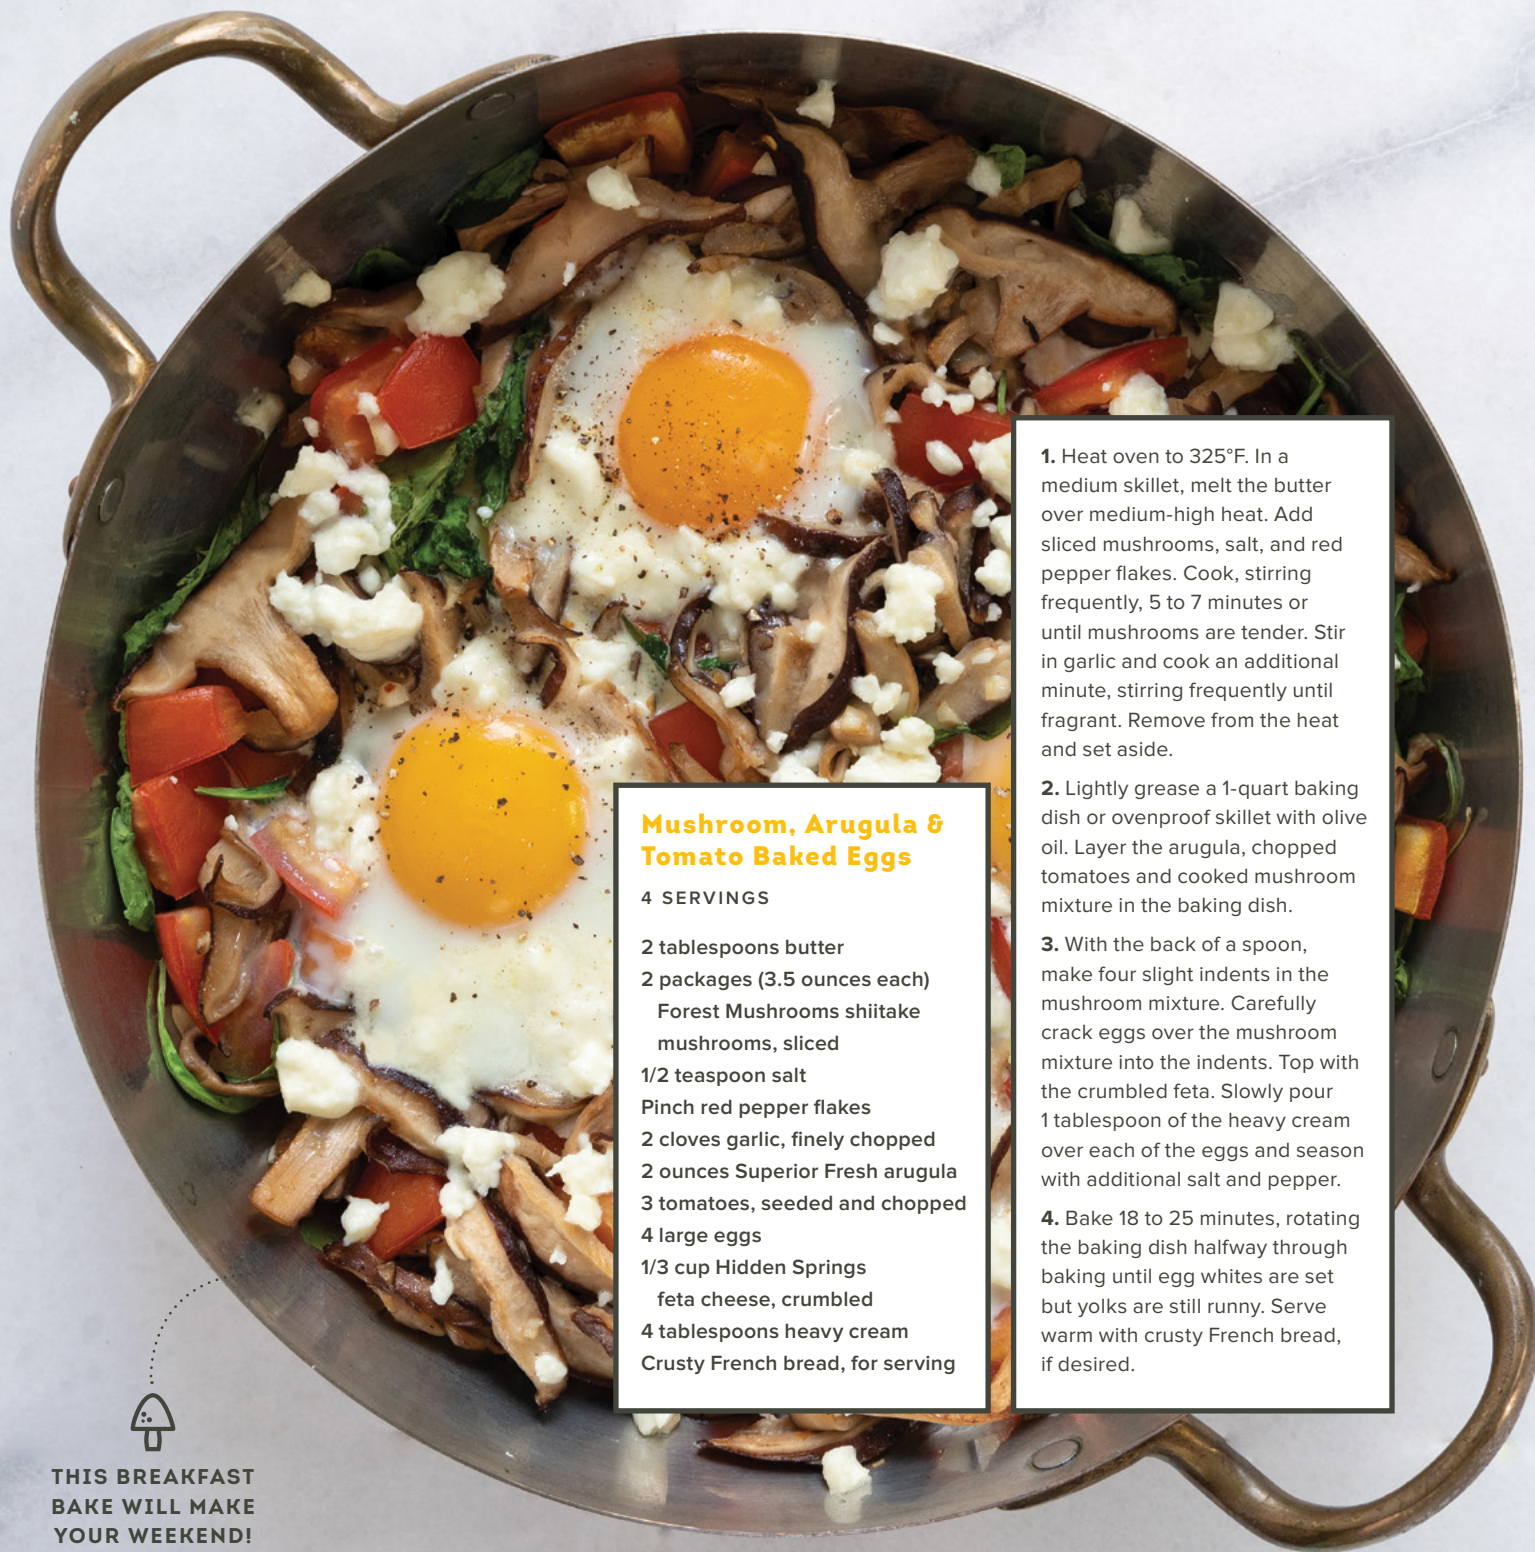 Mushroom, Arugula &
Tomato Baked Eggs
4 SERVINGS
2 tablespoons butter
2 packages (3.5 ounces each)
Forest Mushrooms shiitake
mushrooms, sliced
1/2 teaspoon salt
Pinch red pepper flakes
2 cloves garlic, finely chopped
2 ounces Superior Fresh arugula
3 tomatoes, seeded and chopped
4 large eggs
1/3 cup Hidden Springs
feta cheese, crumbled
4 tablespoons heavy cream
Crusty French bread, for serving
1. Heat oven to 325°F. In a
medium skillet, melt the butter
over medium-high heat. Add
sliced mushrooms, salt, and red
pepper flakes. Cook, stirring
frequently, 5 to 7 minutes or
until mushrooms are tender. Stir
in garlic and cook an additional
minute, stirring frequently until
fragrant. Remove from the heat
and set aside.
2. Lightly grease a 1-quart baking
dish or ovenproof skillet with olive
oil. Layer the arugula, chopped
tomatoes and cooked mushroom
mixture in the baking dish.
3. With the back of a spoon,
make four slight indents in the
mushroom mixture. Carefully
crack eggs over the mushroom
mixture into the indents. Top with
the crumbled feta. Slowly pour
1 tablespoon of the heavy cream
over each of the eggs and season
with additional salt and pepper.
4. Bake 18 to 25 minutes, rotating
the baking dish halfway through
baking until egg whites are set
but yolks are still runny. Serve
warm with crusty French bread,
if desired.
THIS BREAKFAST
BAKE WILL MAKE
YOUR WEEKEND!